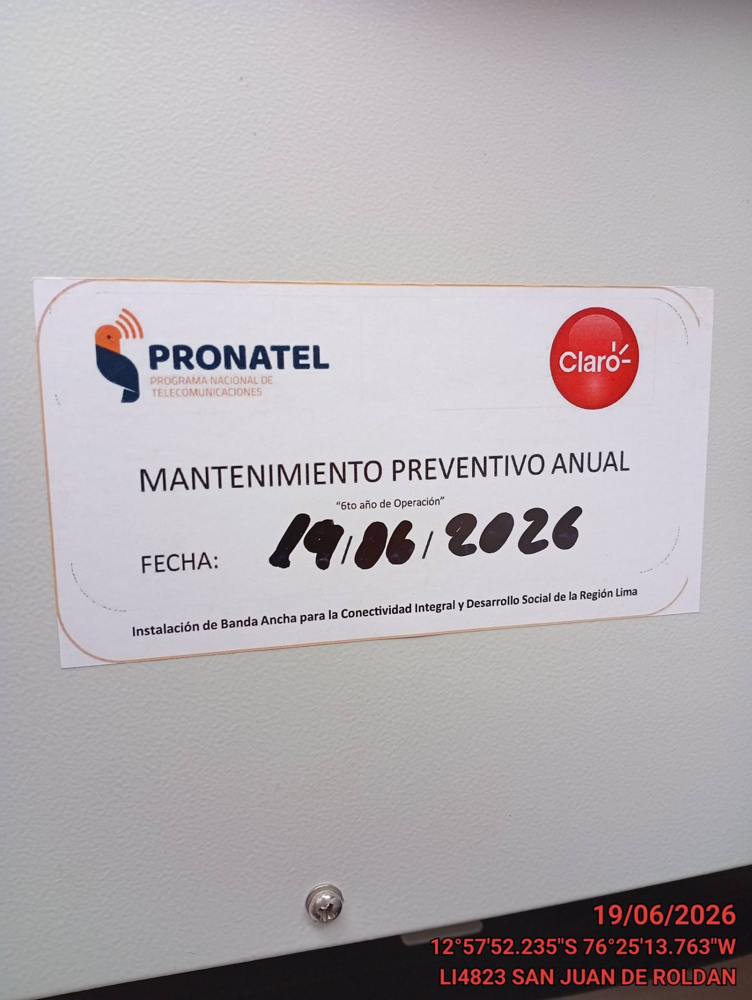 PRONATEL
PROGRAMA NACIONAL DE
TELECOMUNICACIONES
Claro
MANTENIMIENTO PREVENTIVO ANUAL
“6to año de Operación”
FECHA: 19/06/2026
Instalación de Banda Ancha para la Conectividad Integral y Desarrollo Social de la Región Lima
19/06/2026
12°57'52.235"S 76°25'13.763"W
LI4823 SAN JUAN DE ROLDAN